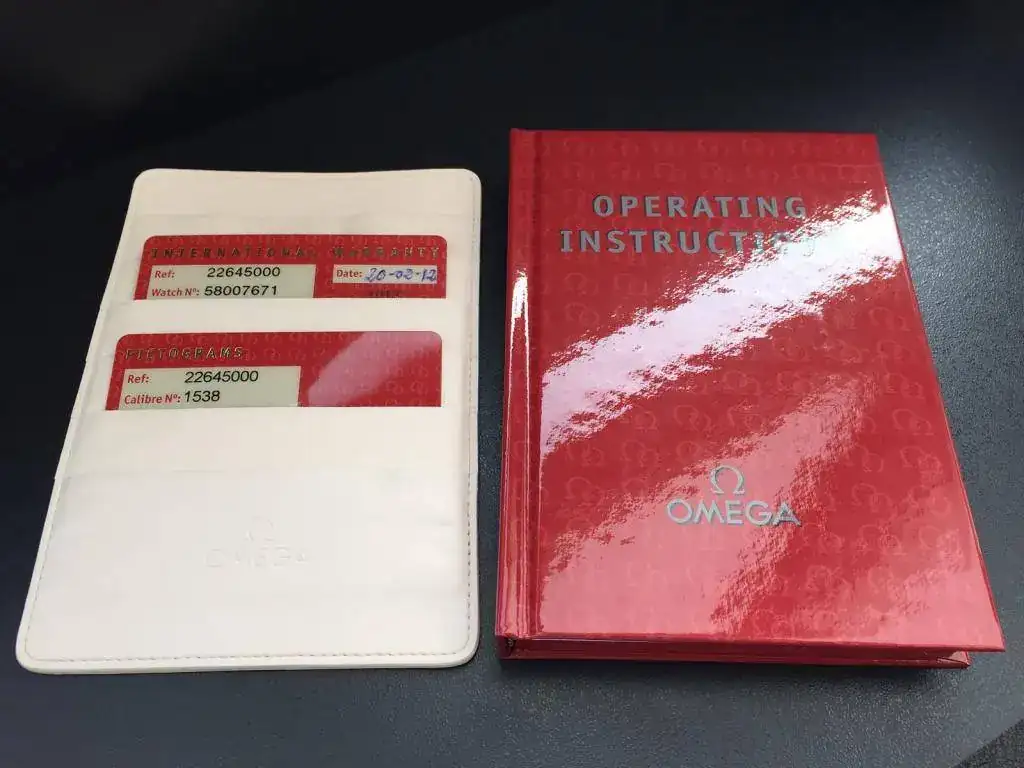 INTERNATIONAL WARRANTY
Ref: 22645000
Date: 20-02-12
Watch Nº: 58007671
PICTOGRAMS
Ref: 22645000
Calibre Nº: 1538
OMEGA
OPERATING
Ω
OMEGA